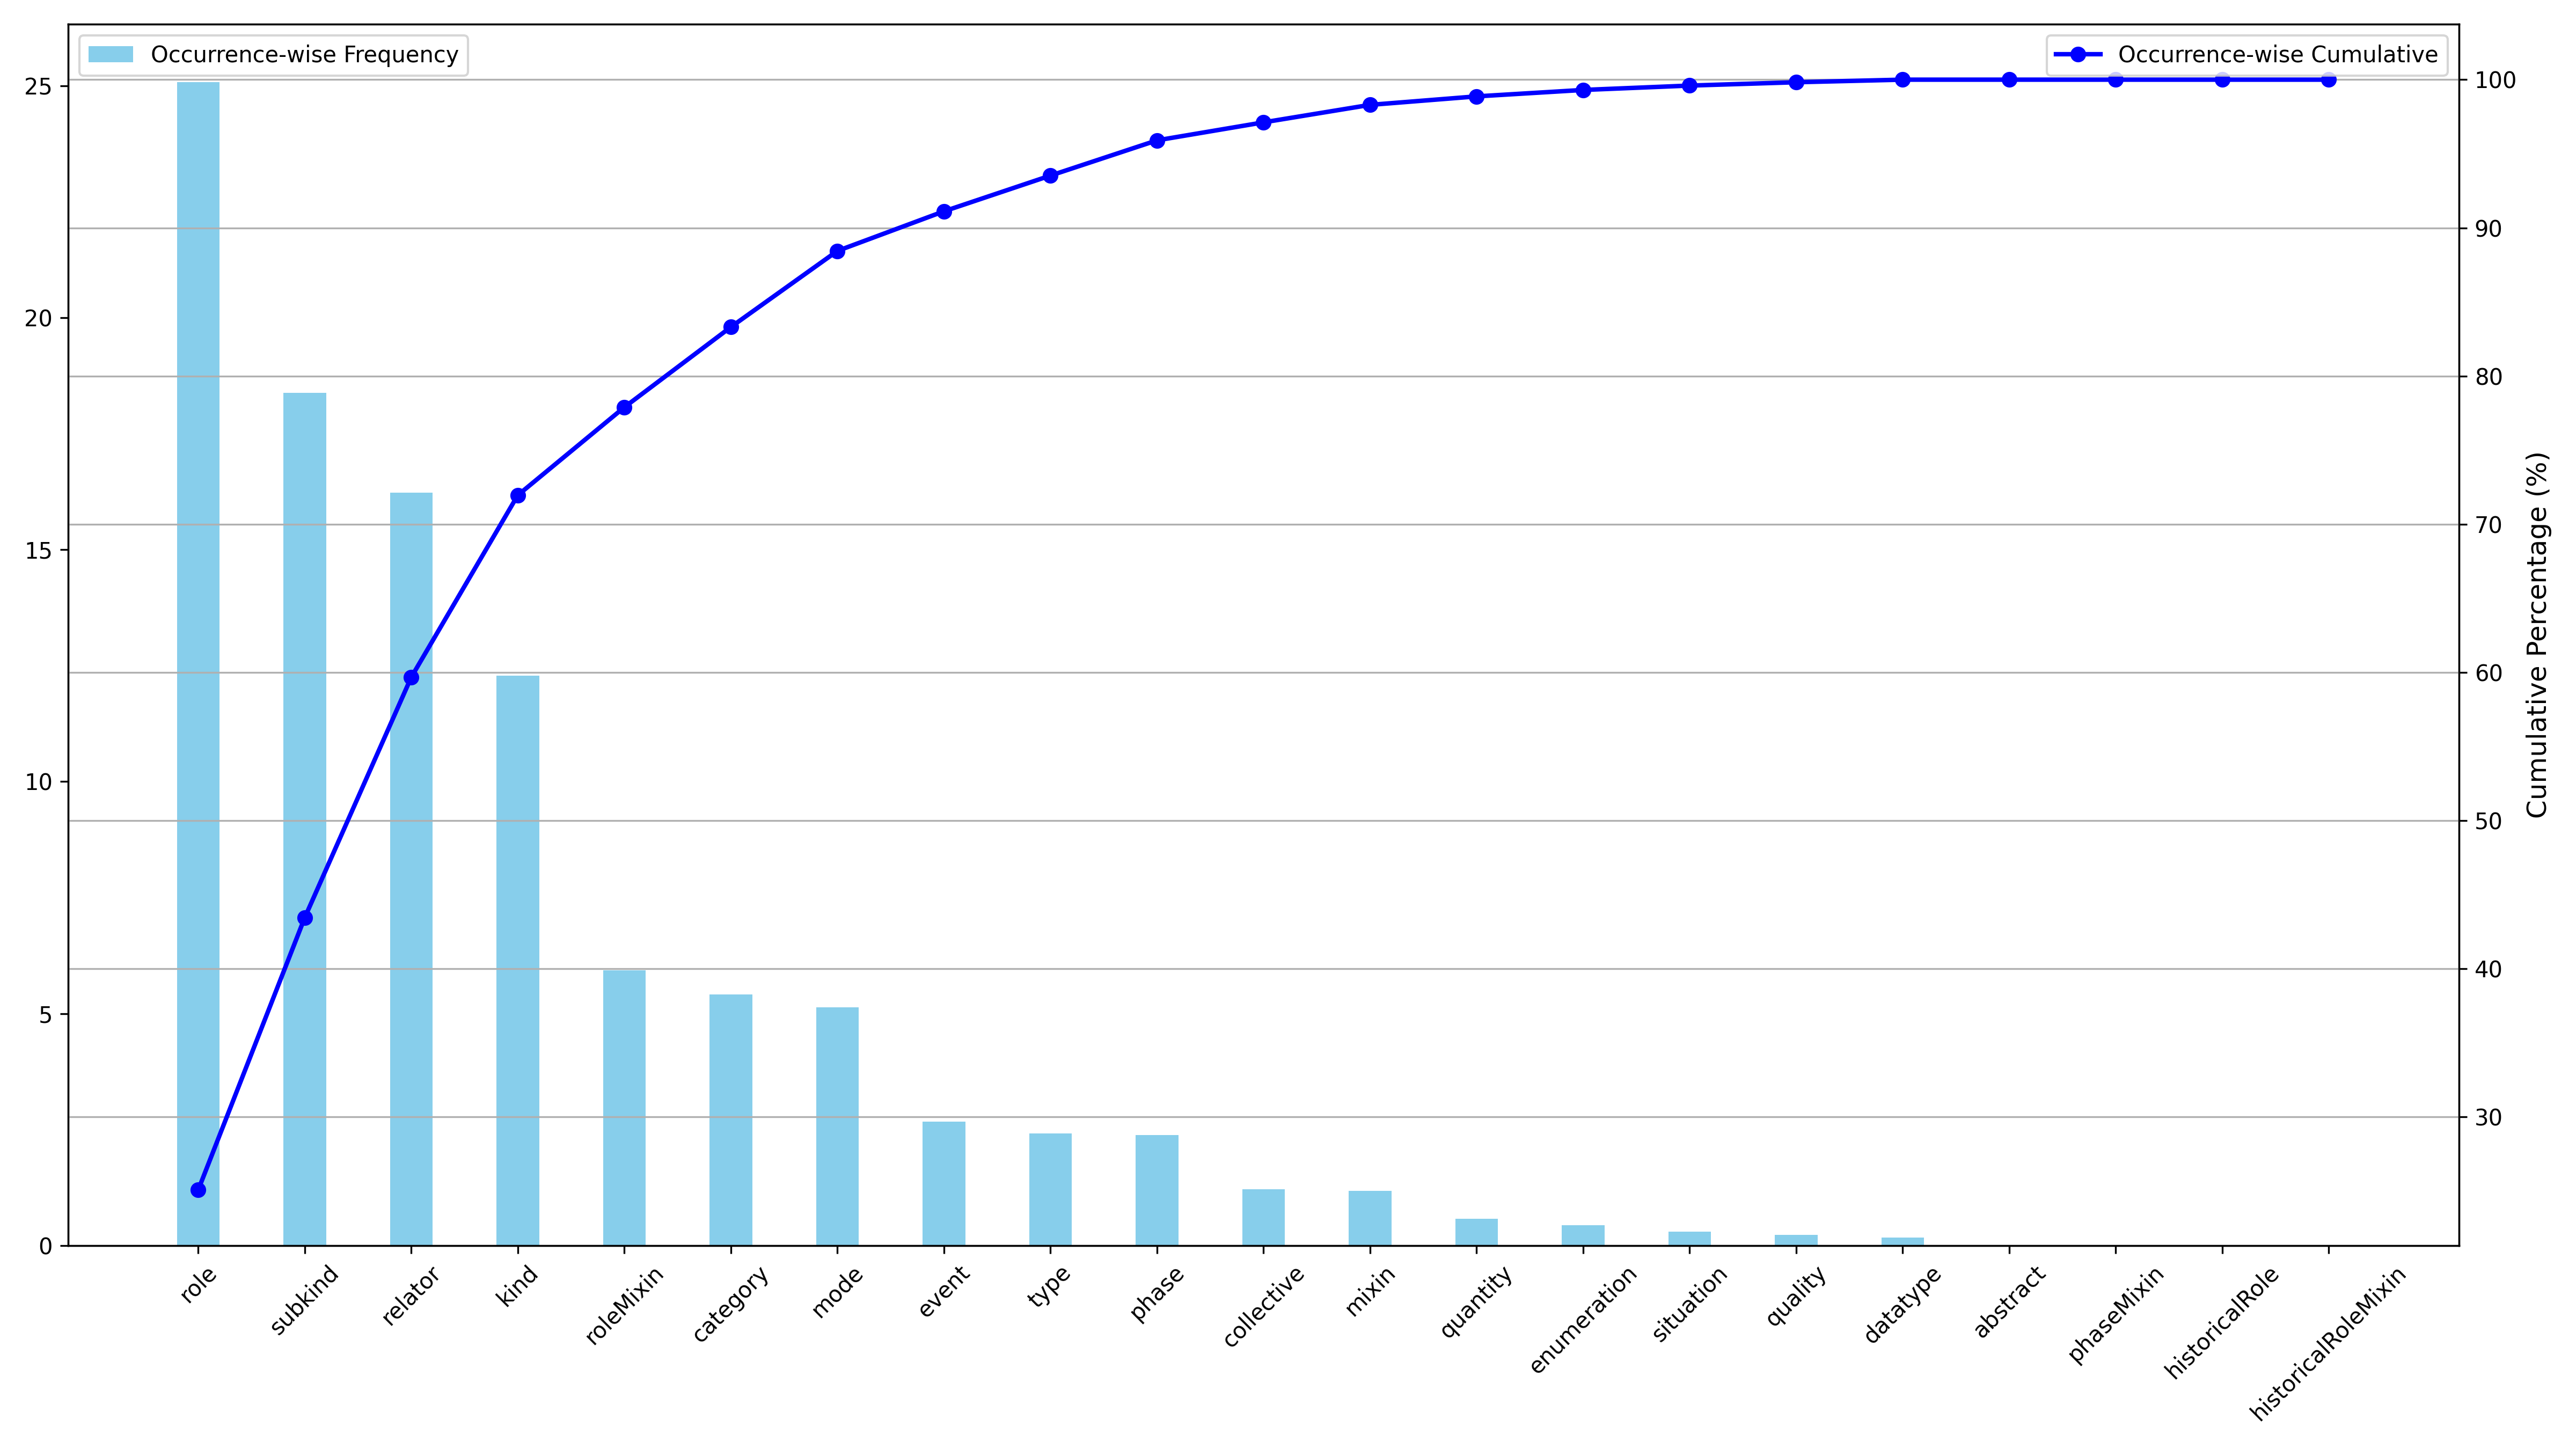 Occurrence-wise Frequency
Occurrence-wise Cumulative
25
20
15
10
5
0
100
90
80
70
60
50
40
30
Cumulative Percentage (%)
role
subkind
relator
kind
roleMixin
category
mode
event
type
phase
collective
mixin
quantity
enumeration
situation
quality
datatype
abstract
phaseMixin
historicalRole
historicalRoleMixin